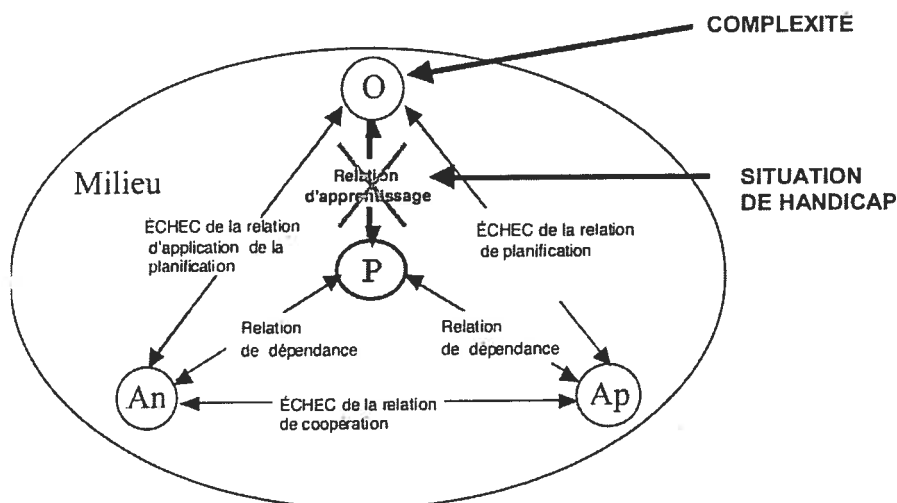 COMPLEXITÉ
O
Milieu
Relation
d'apprentissage
SITUATION
DE HANDICAP
ÉCHEC de la relation
d'application de la
planification
ÉCHEC de la relation
de planification
P
Relation
de dépendance
Relation
de dépendance
An
ÉCHEC de la relation
de coopération
Ap